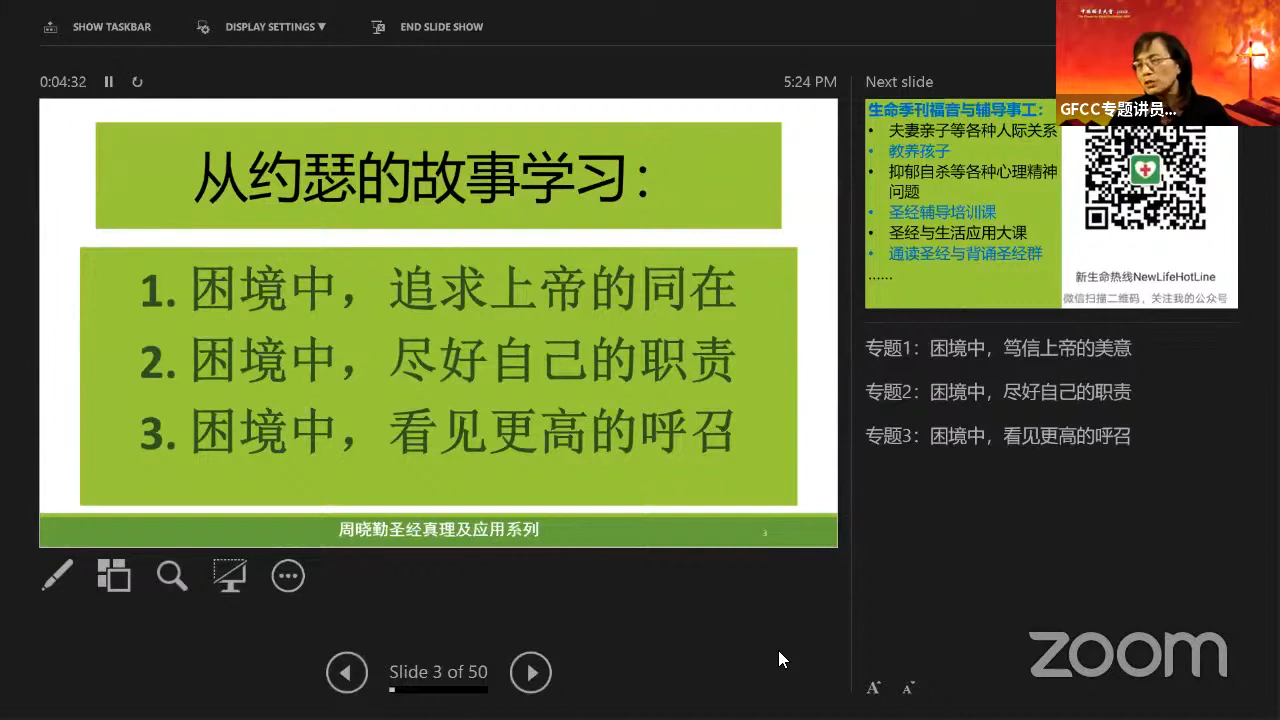 SHOW TASKBAR
DISPLAY SETTINGS ▼
END SLIDE SHOW
0:04:32
5:24 PM
从约瑟的故事学习：
1. 困境中，追求上帝的同在
2. 困境中，尽好自己的职责
3. 困境中，看见更高的呼召
周晓勤圣经真理及应用系列
3
Slide 3 of 50
Next slide
GFCC专题讲员...
生命季刊福音与辅导事工：
• 夫妻亲子等各种人际关系
• 教养孩子
• 抑郁自杀等各种心理精神
问题
• 圣经辅导培训课
• 圣经与生活应用大课
• 通读圣经与背诵圣经群
……
新生命热线NewLifeHotLine
微信扫描二维码，关注我的公众号
专题1：困境中，笃信上帝的美意
专题2：困境中，尽好自己的职责
专题3：困境中，看见更高的呼召
A A
zoom